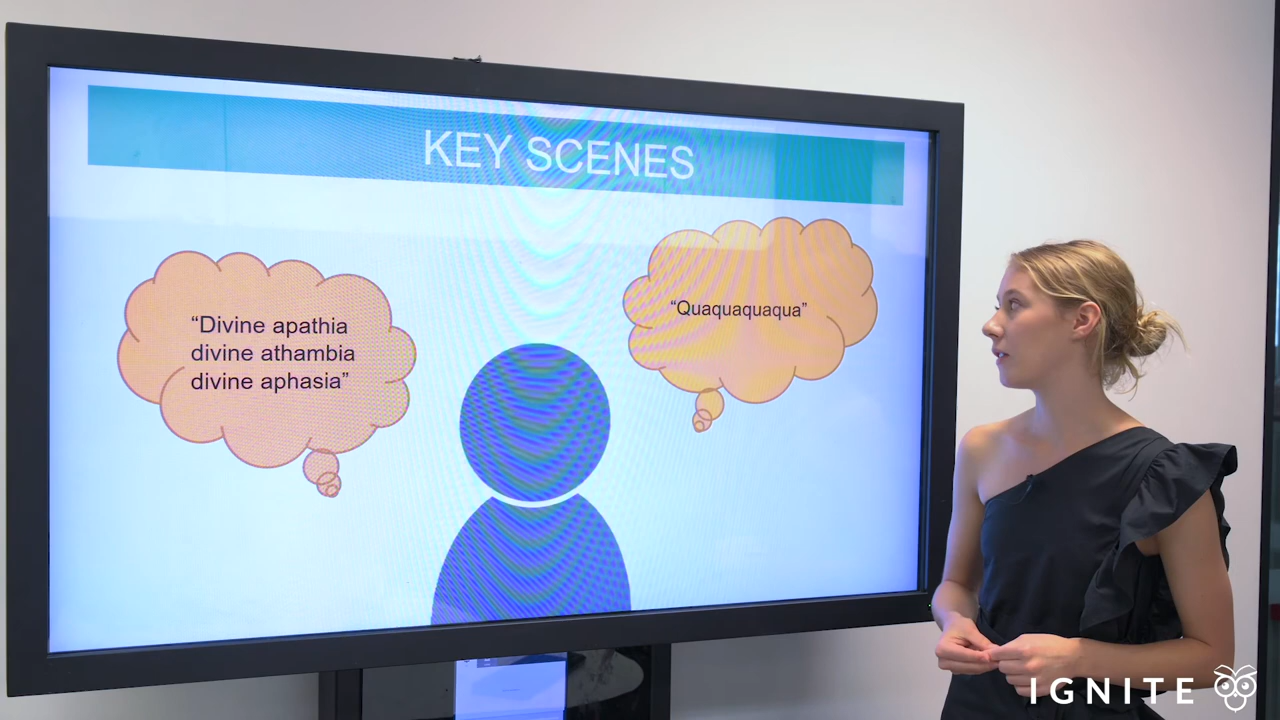 KEY SCENES
“Divine apathia
divine athambia
divine aphasia”
“Quaquaquaqua”
IGNITE